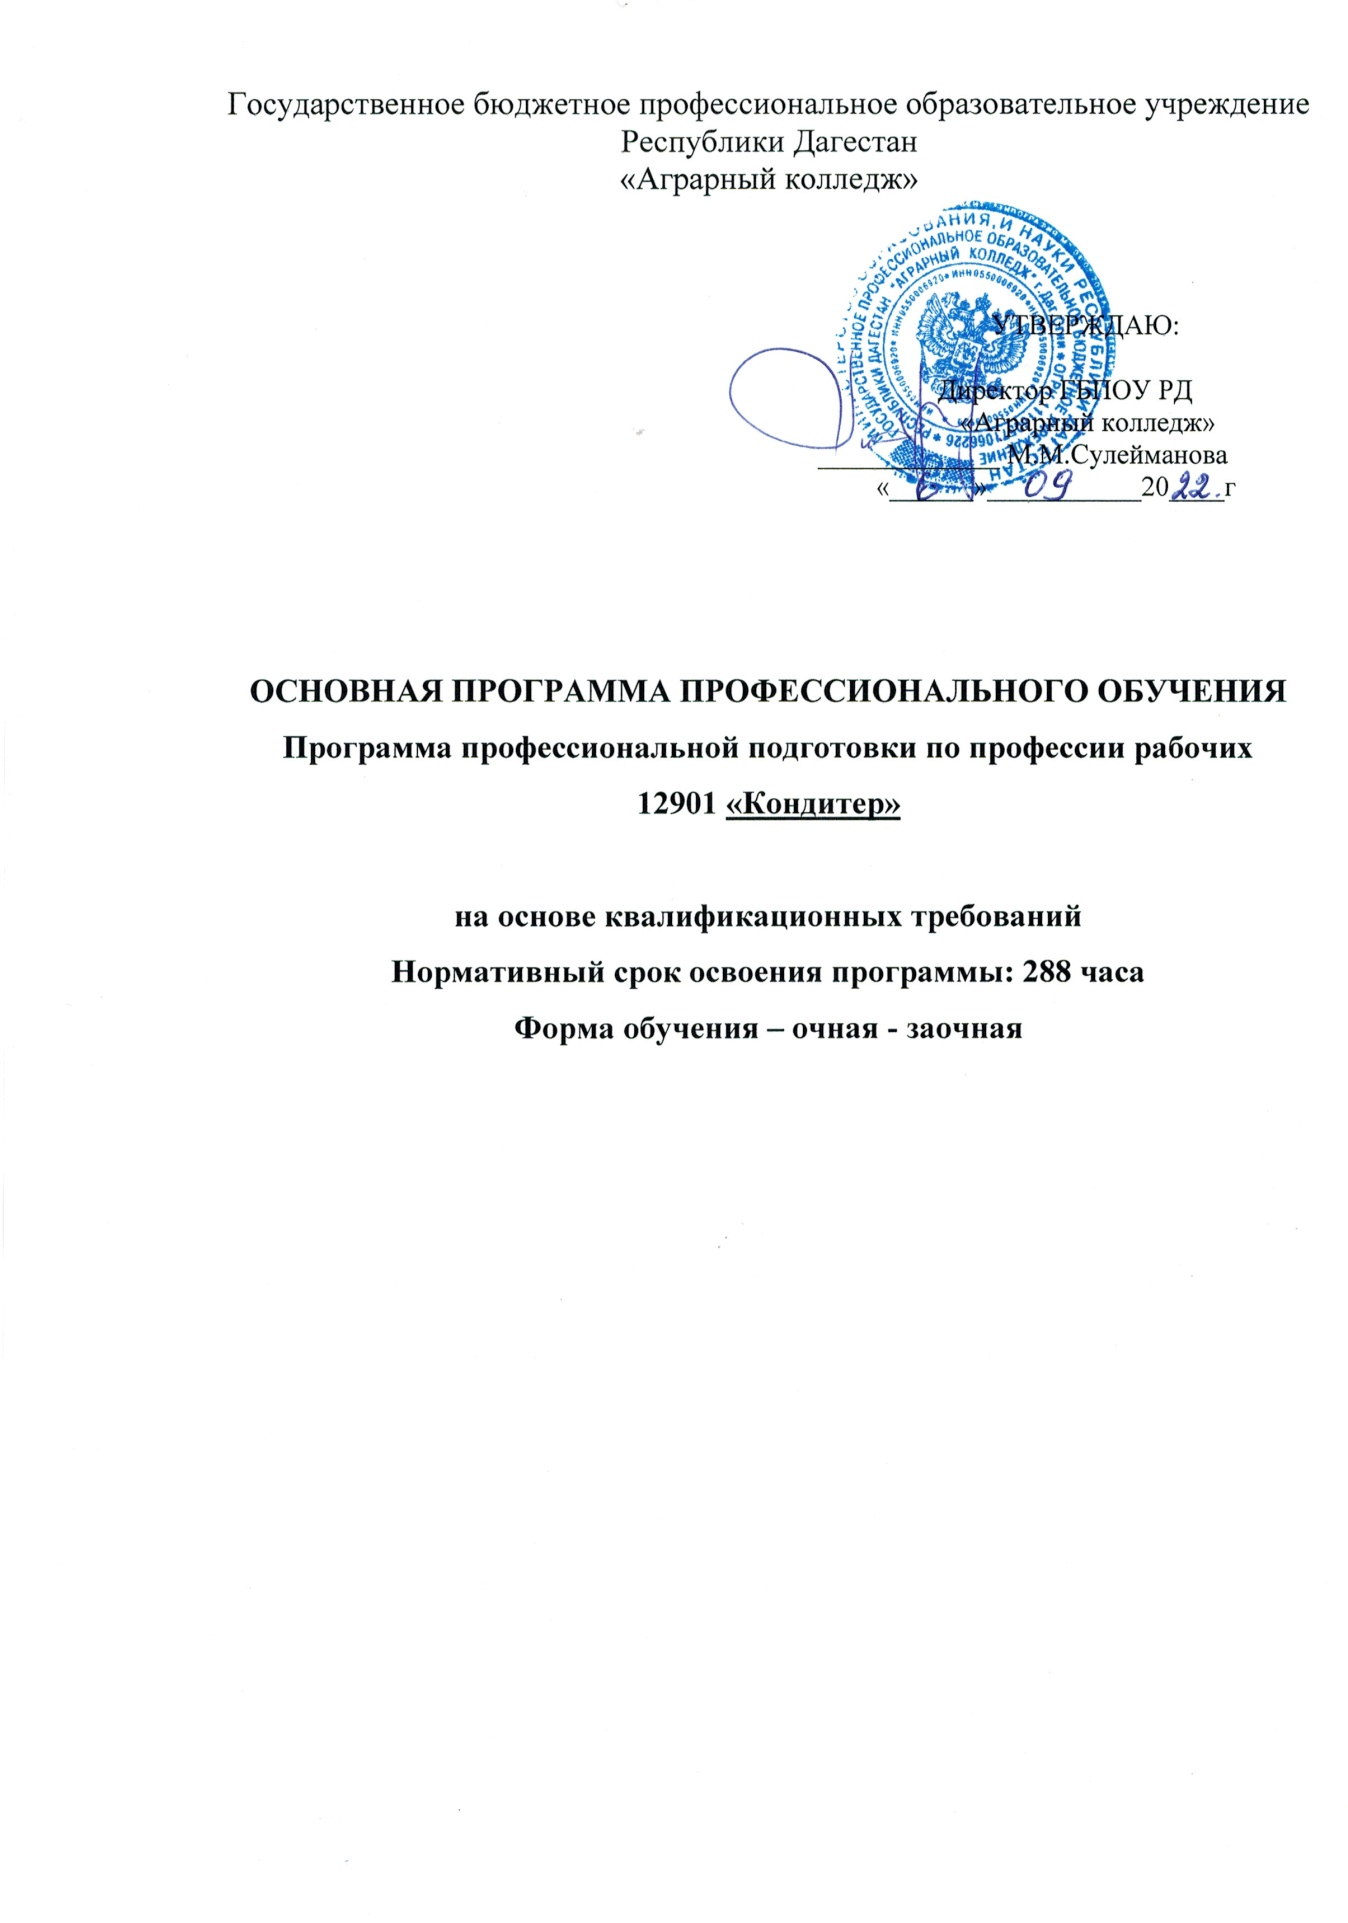 Государственное бюджетное профессиональное образовательное учреждение
Республики Дагестан
«Аграрный колледж»
УТВЕРЖДАЮ:
Директор ГБПОУ РД
«Аграрный колледж»
М.М.Сулейманова
« » 09 2022.г
ОСНОВНАЯ ПРОГРАММА ПРОФЕССИОНАЛЬНОГО ОБУЧЕНИЯ
Программа профессиональной подготовки по профессии рабочих
12901 «Кондитер»
на основе квалификационных требований
Нормативный срок освоения программы: 288 часа
Форма обучения – очная - заочная